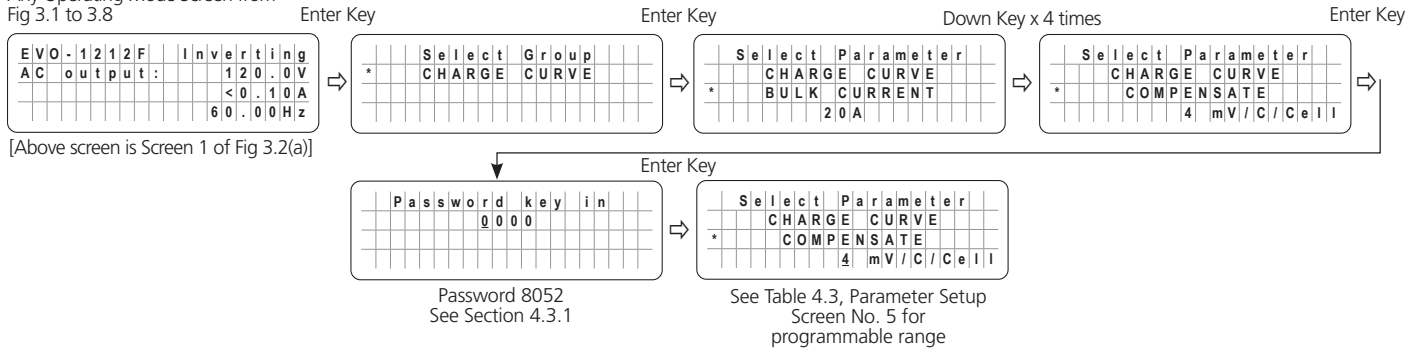 Fig 3.1 to 3.8
Enter Key
Enter Key
Down Key x 4 times
Enter Key
EVO-1212F Inverting
AC output: 120.0V
<0.10A
60.00Hz
Select Group
* CHARGE CURVE
Select Parameter
CHARGE CURVE
* BULK CURRENT
20A
Select Parameter
CHARGE CURVE
* COMPENSATE
4 mV/C/Cell
[Above screen is Screen 1 of Fig 3.2(a)]
Enter Key
Password key in
0000
Select Parameter
CHARGE CURVE
* COMPENSATE
4 mV/C/Cell
Password 8052
See Section 4.3.1
See Table 4.3, Parameter Setup
Screen No. 5 for
programmable range